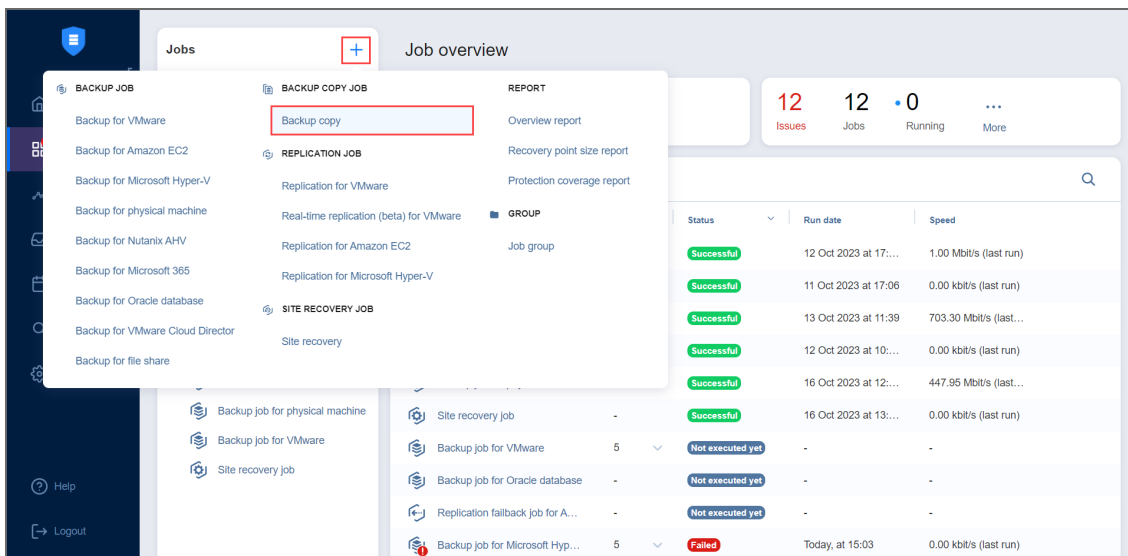 Jobs
Job overview
BACKUP JOB
Backup for VMware
Backup for Amazon EC2
Backup for Microsoft Hyper-V
Backup for physical machine
Backup for Nutanix AHV
Backup for Microsoft 365
Backup for Oracle database
Backup for VMware Cloud Director
Backup for file share
BACKUP COPY JOB
Backup copy
REPLICATION JOB
Replication for VMware
Real-time replication (beta) for VMware
Replication for Amazon EC2
Replication for Microsoft Hyper-V
SITE RECOVERY JOB
Site recovery
REPORT
Overview report
Recovery point size report
Protection coverage report
GROUP
Job group
12 12 0 ...
Issues Jobs Running More
Status Run date Speed
Successful 12 Oct 2023 at 17:... 1.00 Mbit/s (last run)
Successful 11 Oct 2023 at 17:06 0.00 kbit/s (last run)
Successful 13 Oct 2023 at 11:39 703.30 Mbit/s (last...
Successful 12 Oct 2023 at 10:... 0.00 kbit/s (last run)
Successful 16 Oct 2023 at 12:... 447.95 Mbit/s (last...
Backup job for physical machine
Backup job for VMware
Site recovery job
Site recovery job - Successful 16 Oct 2023 at 13:... 0.00 kbit/s (last run)
Backup job for VMware 5 Not executed yet - -
Backup job for Oracle database - Not executed yet - -
Replication failback job for A... - Not executed yet - -
Backup job for Microsoft Hyp... 5 Failed Today, at 15:03 0.00 kbit/s (last run)
Help
Logout